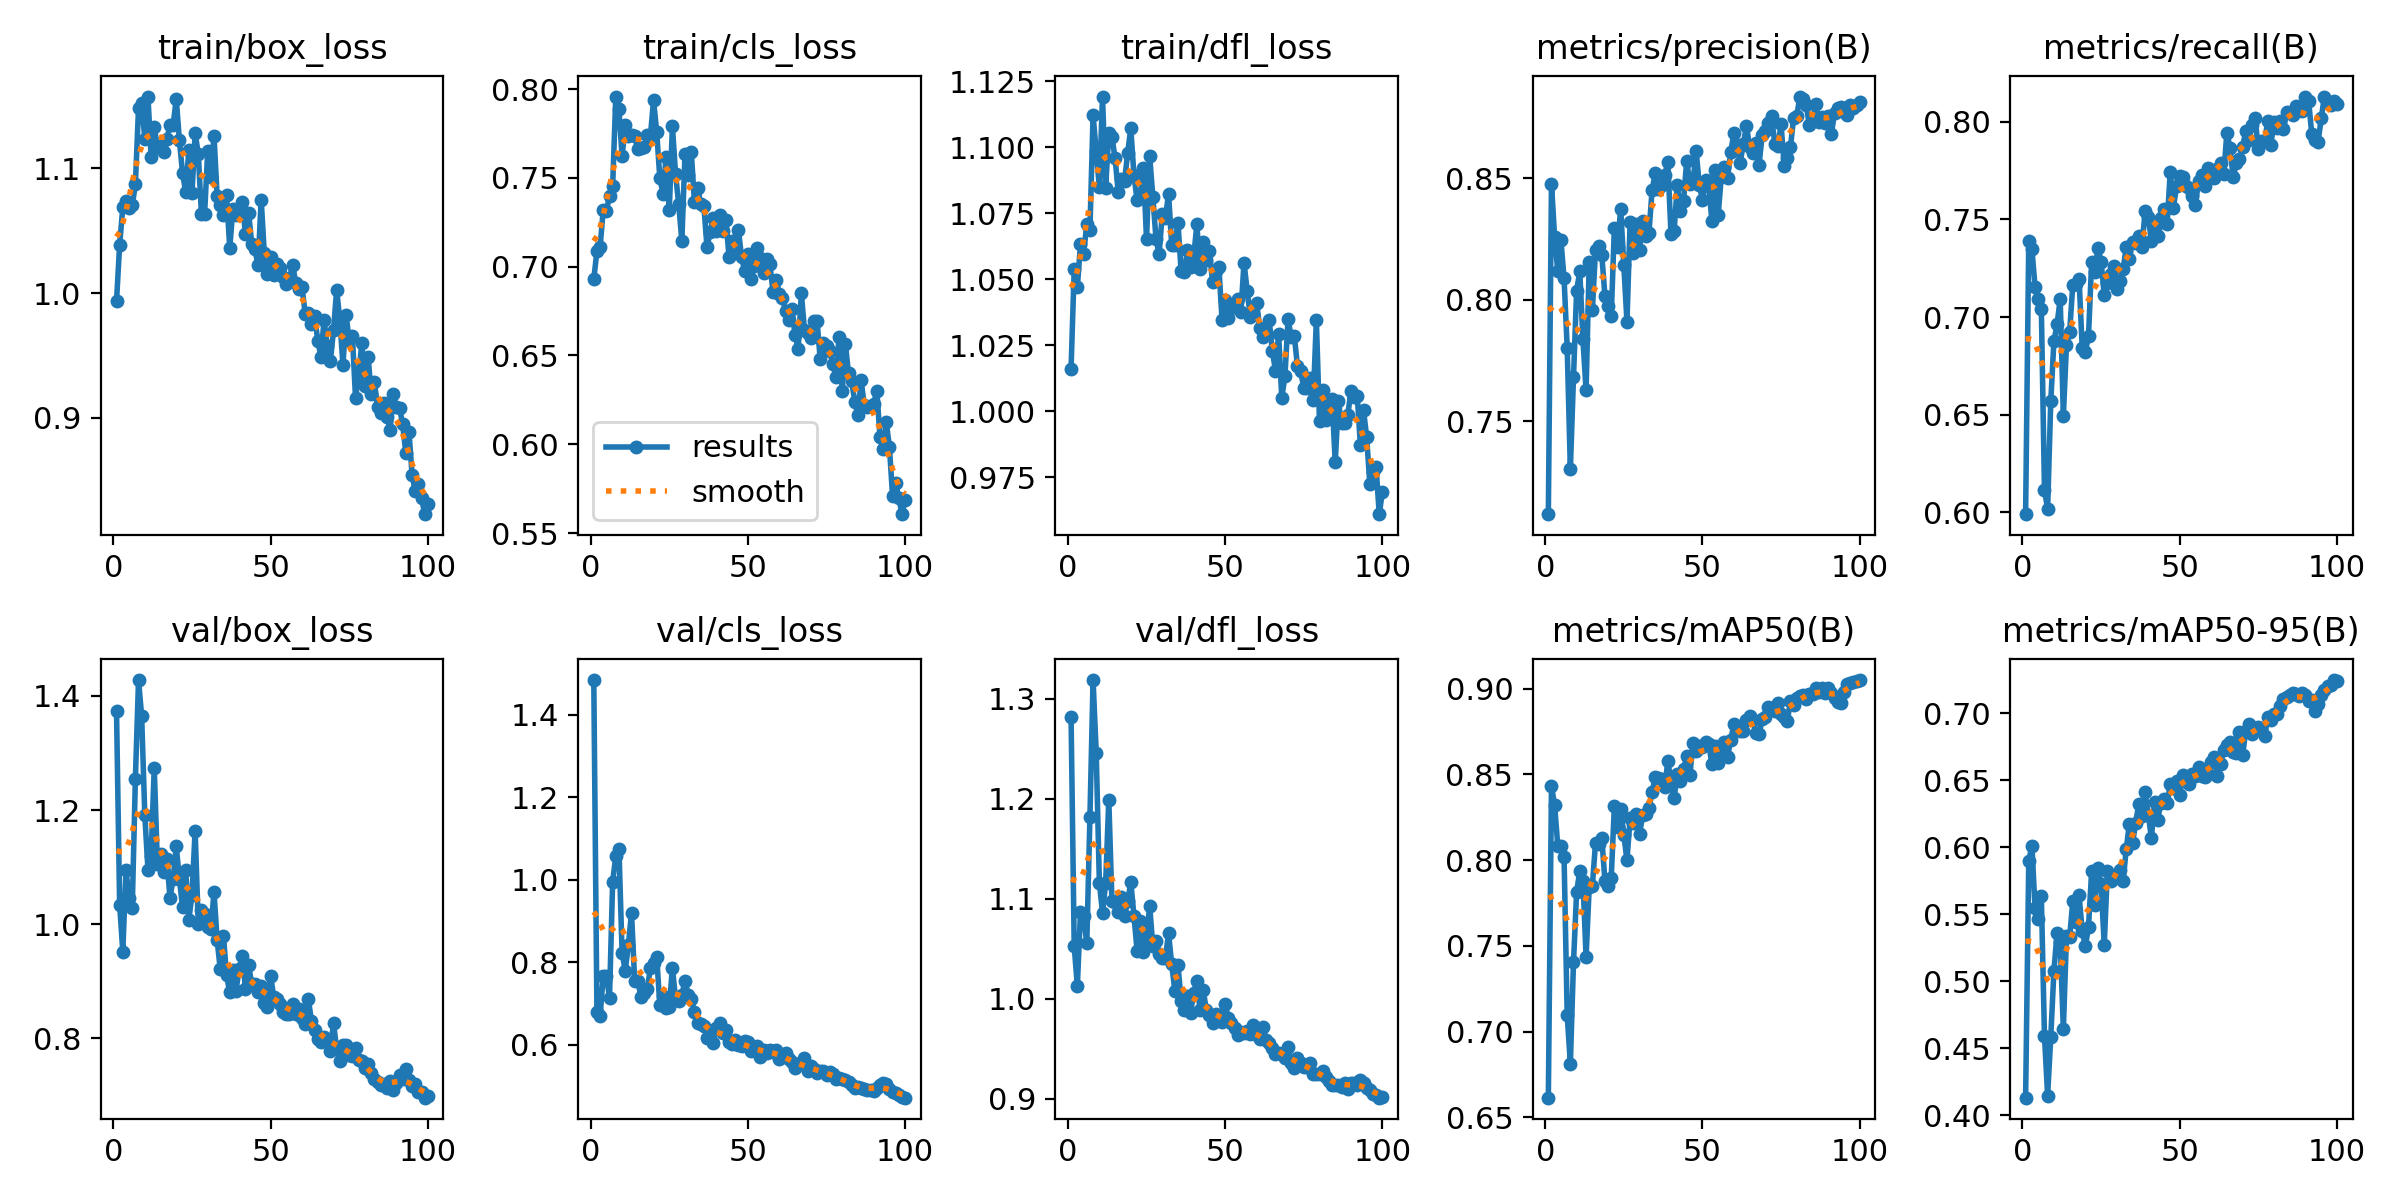 train/box_loss
train/cls_loss
train/dfl_loss
metrics/precision(B)
metrics/recall(B)
1.1
1.0
0.9
0 50 100
0.80
0.75
0.70
0.65
0.60
0.55
results
smooth
0 50 100
1.125
1.100
1.075
1.050
1.025
1.000
0.975
0 50 100
0.85
0.80
0.75
0 50 100
0.80
0.75
0.70
0.65
0.60
0 50 100
val/box_loss
val/cls_loss
val/dfl_loss
metrics/mAP50(B)
metrics/mAP50-95(B)
1.4
1.2
1.0
0.8
0 50 100
1.4
1.2
1.0
0.8
0.6
0 50 100
1.3
1.2
1.1
1.0
0.9
0 50 100
0.90
0.85
0.80
0.75
0.70
0.65
0 50 100
0.70
0.65
0.60
0.55
0.50
0.45
0.40
0 50 100